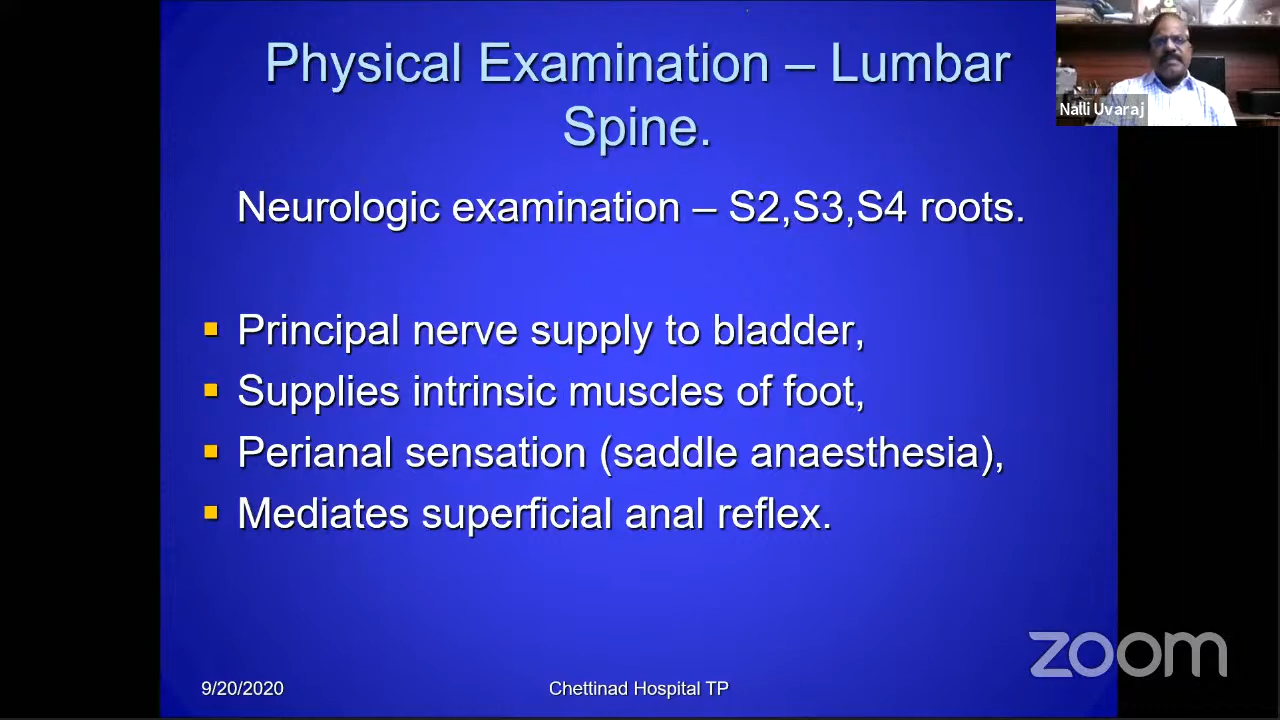 Physical Examination – Lumbar
Spine.
Nalli Uvaraj
Neurologic examination – S2,S3,S4 roots.
Principal nerve supply to bladder,
Supplies intrinsic muscles of foot,
Perianal sensation (saddle anaesthesia),
Mediates superficial anal reflex.
zoom
9/20/2020
Chettinad Hospital TP